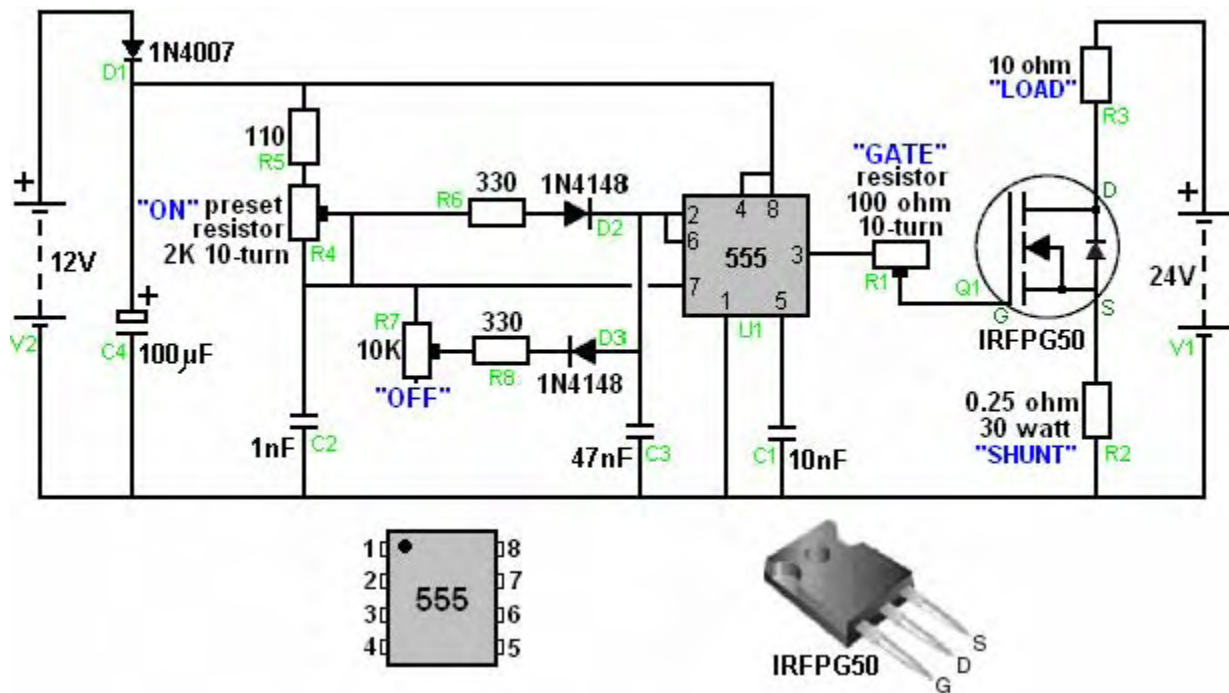 1N4007
D1
10 ohm
"LOAD"
R3
110
R5
"GATE"
resistor
100 ohm
10-turn
D
+
+
330
1N4148
R6
D2
"ON" preset
resistor
2K 10-turn
R4
2
6
7
4
8
555
3
1
5
U1
R1
Q1
G
S
IRFPG50
12V
24V
V2
V1
+
C4
100µF
R7
10K
"OFF"
330
R8
D3
1N4148
0.25 ohm
30 watt
"SHUNT"
R2
1nF
C2
47nF
C3
C1
10nF
1
2
3
4
555
8
7
6
5
IRFPG50
S
D
G